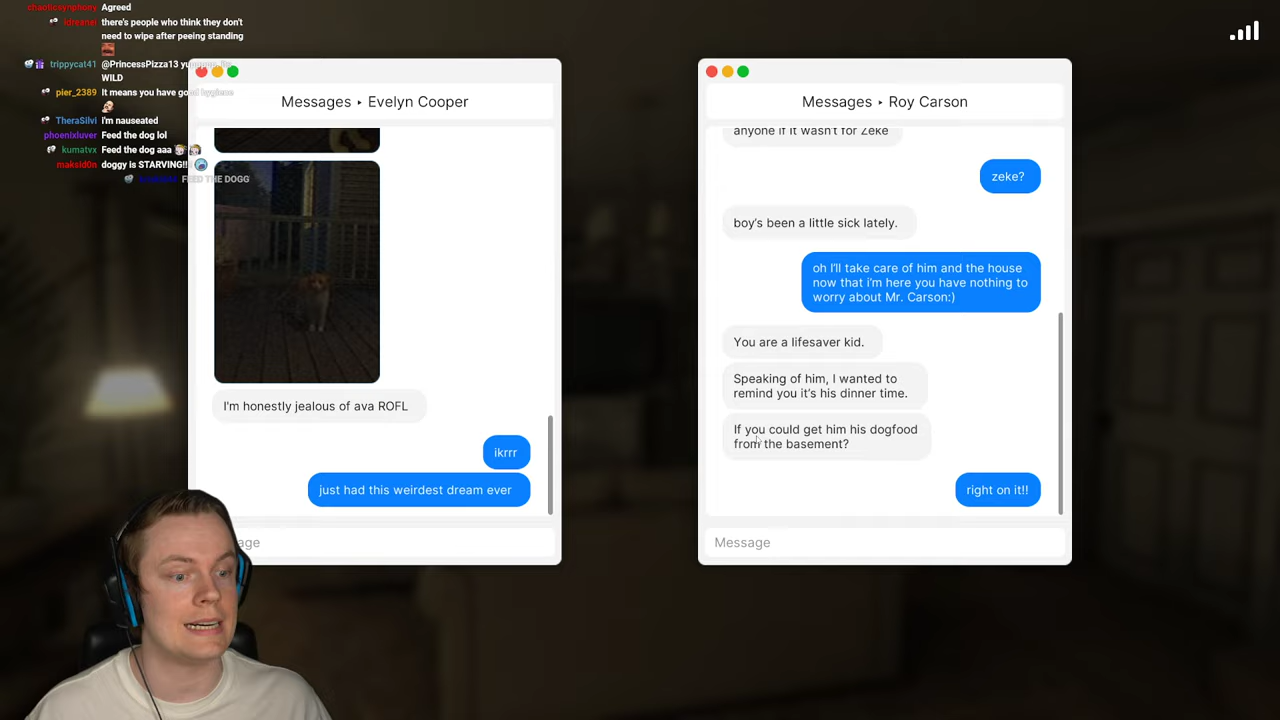 chaoticsynphony Agreed
idreanei there's people who think they don't
need to wipe after peeing standing
trippycat41 @PrincessPizza13
WILD
pier_2389 It means you have good hygiene
TheraSilvi I'm nauseated
phoenixluver Feed the dog lol
kumatvx Feed the dog aaa
maksid0n doggy is STARVING!!
FEED THE DOGG
Messages ▸ Evelyn Cooper
I'm honestly jealous of ava ROFL
ikrrr
just had this weirdest dream ever
age
Messages ▸ Roy Carson
anyone if it wasn't for Zeke
zeke?
boy's been a little sick lately.
oh I'll take care of him and the house
now that i'm here you have nothing to
worry about Mr. Carson:)
You are a lifesaver kid.
Speaking of him, I wanted to
remind you it's his dinner time.
If you could get him his dogfood
from the basement?
right on it!!
Message